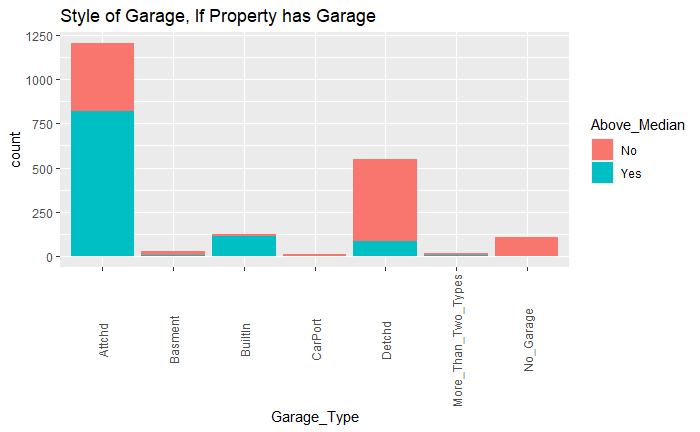 Style of Garage, If Property has Garage
count
1250
1000
750
500
250
0
Attchd
Basment
BuiltIn
CarPort
Detchd
More_Than_Two_Types
No_Garage
Garage_Type
Above_Median
No
Yes